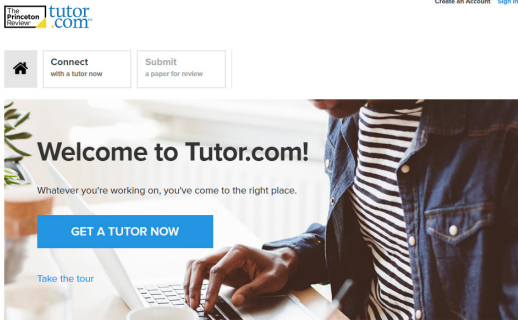 Create an Account Sign In
The
Princeton
Review
tutor
.com
Connect
with a tutor now
Submit
a paper for review
Welcome to Tutor.com!
Whatever you're working on, you've come to the right place.
GET A TUTOR NOW
Take the tour